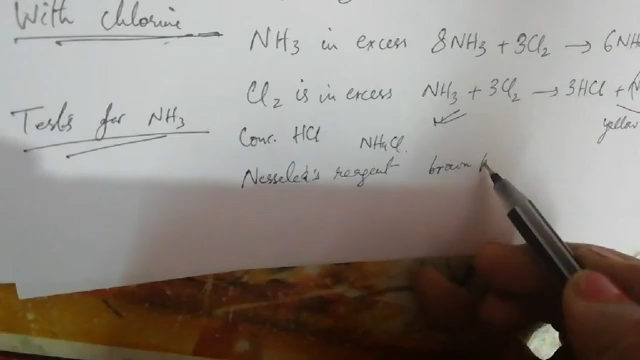 With chlorine
NH3 in excess 8NH3 + 3Cl2 → 6NH
Cl2 is in excess NH3 + 3Cl2 → 3HCl + N
yellow
Tests for NH3
Conc. HCl NH4Cl.
Nesseler's reagent brown